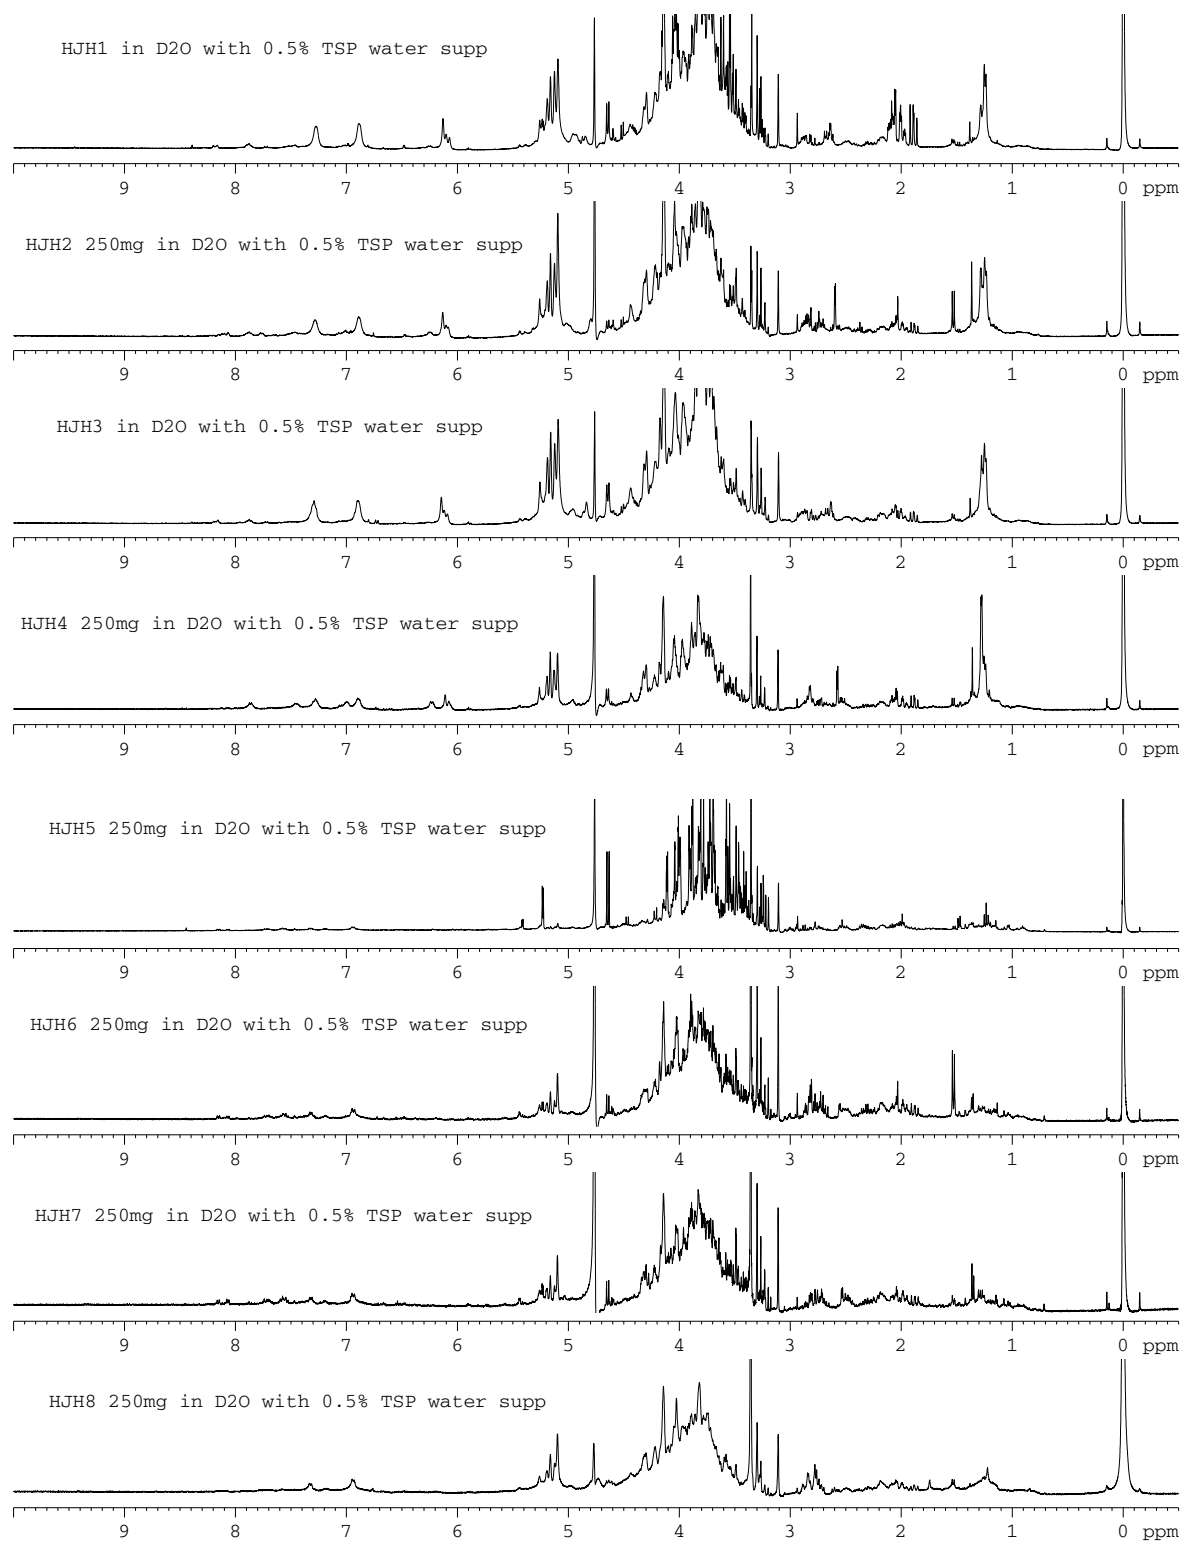 HJH1 in D2O with 0.5% TSP water supp
9 8 7 6 5 4 3 2 1 0 ppm
HJH2 250mg in D2O with 0.5% TSP water supp
9 8 7 6 5 4 3 2 1 0 ppm
HJH3 in D2O with 0.5% TSP water supp
9 8 7 6 5 4 3 2 1 0 ppm
HJH4 250mg in D2O with 0.5% TSP water supp
9 8 7 6 5 4 3 2 1 0 ppm
HJH5 250mg in D2O with 0.5% TSP water supp
9 8 7 6 5 4 3 2 1 0 ppm
HJH6 250mg in D2O with 0.5% TSP water supp
9 8 7 6 5 4 3 2 1 0 ppm
HJH7 250mg in D2O with 0.5% TSP water supp
9 8 7 6 5 4 3 2 1 0 ppm
HJH8 250mg in D2O with 0.5% TSP water supp
9 8 7 6 5 4 3 2 1 0 ppm